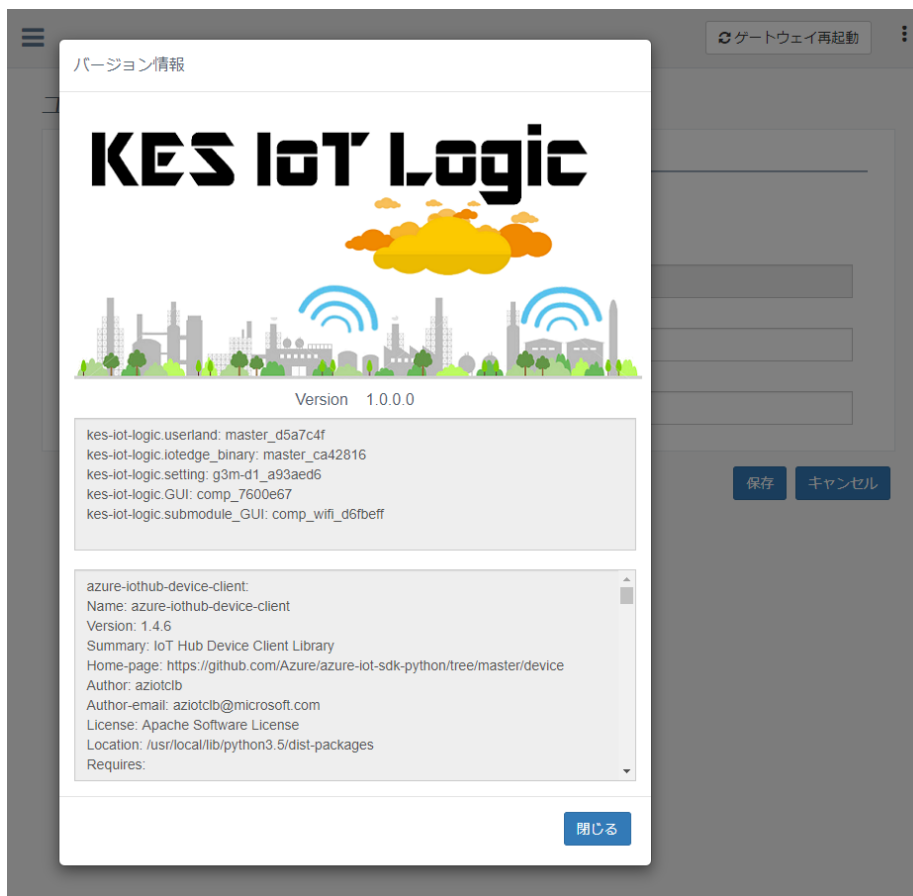 ゲートウェイ再起動
バージョン情報
KES IoT Logic
Version 1.0.0.0
kes-iot-logic.userland: master_d5a7c4f
kes-iot-logic.iotedge_binary: master_ca42816
kes-iot-logic.setting: g3m-d1_a93aed6
kes-iot-logic.GUI: comp_7600e67
kes-iot-logic.submodule_GUI: comp_wifi_d6fbeff
保存 キャンセル
azure-iothub-device-client:
Name: azure-iothub-device-client
Version: 1.4.6
Summary: IoT Hub Device Client Library
Home-page: https://github.com/Azure/azure-iot-sdk-python/tree/master/device
Author: aziotclb
Author-email: aziotclb@microsoft.com
License: Apache Software License
Location: /usr/local/lib/python3.5/dist-packages
Requires:
閉じる